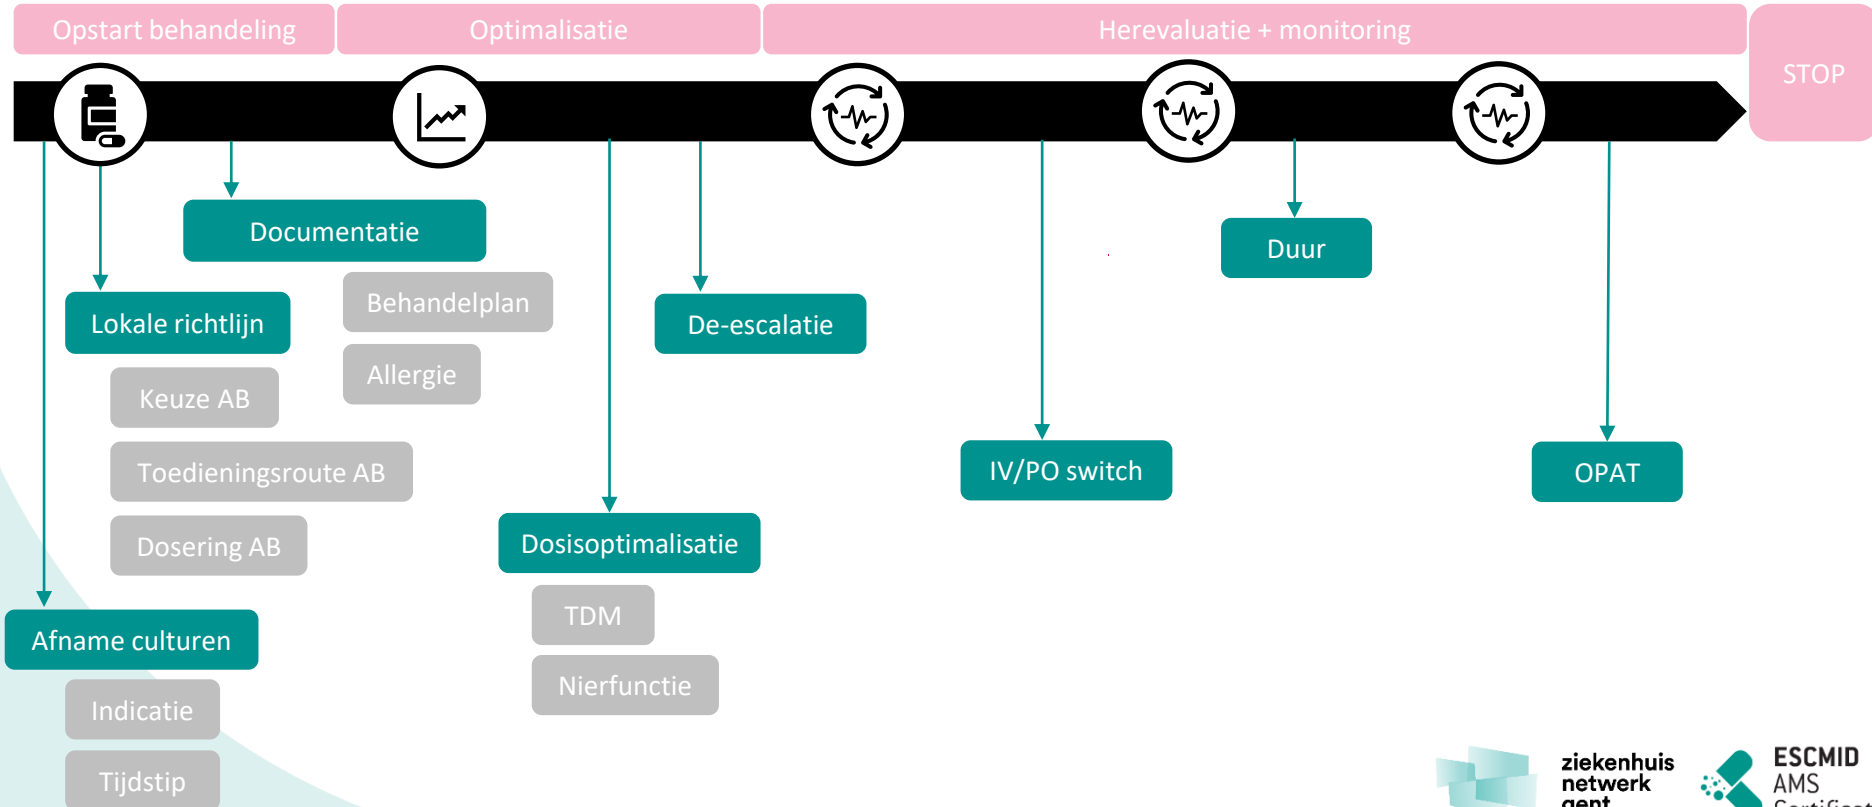 Opstart behandeling
Optimalisatie
Herevaluatie + monitoring
STOP
Documentatie
Behandelplan
Allergie
Lokale richtlijn
Keuze AB
Toedieningsroute AB
Dosering AB
Afname culturen
Indicatie
Tijdstip
De-escalatie
Dosisoptimalisatie
TDM
Nierfunctie
IV/PO switch
Duur
OPAT
ziekenhuis
netwerk
gent
ESCMID
AMS